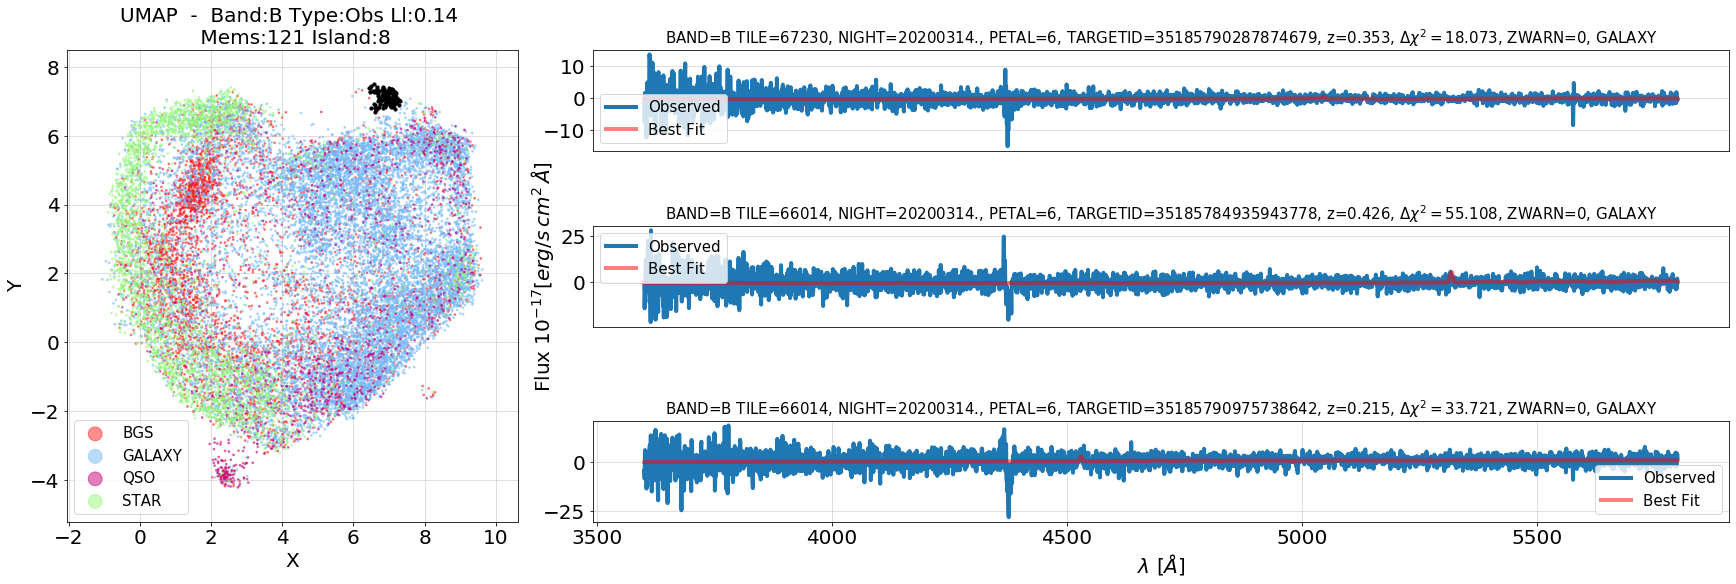 UMAP  -  Band:B Type:Obs Ll:0.14
Mems:121 Island:8
8
6
4
2
0
−2
−4
Y
BGS
GALAXY
QSO
STAR
−2 0 2 4 6 8 10
X
BAND=B TILE=67230, NIGHT=20200314., PETAL=6, TARGETID=35185790287874679, z=0.353, Δχ² = 18.073, ZWARN=0, GALAXY
10
0
−10
Observed
Best Fit
Flux 10⁻¹⁷[erg/s cm² Å]
BAND=B TILE=66014, NIGHT=20200314., PETAL=6, TARGETID=35185784935943778, z=0.426, Δχ² = 55.108, ZWARN=0, GALAXY
25
0
Observed
Best Fit
BAND=B TILE=66014, NIGHT=20200314., PETAL=6, TARGETID=35185790975738642, z=0.215, Δχ² = 33.721, ZWARN=0, GALAXY
0
−25
Observed
Best Fit
3500 4000 4500 5000 5500
λ [Å]